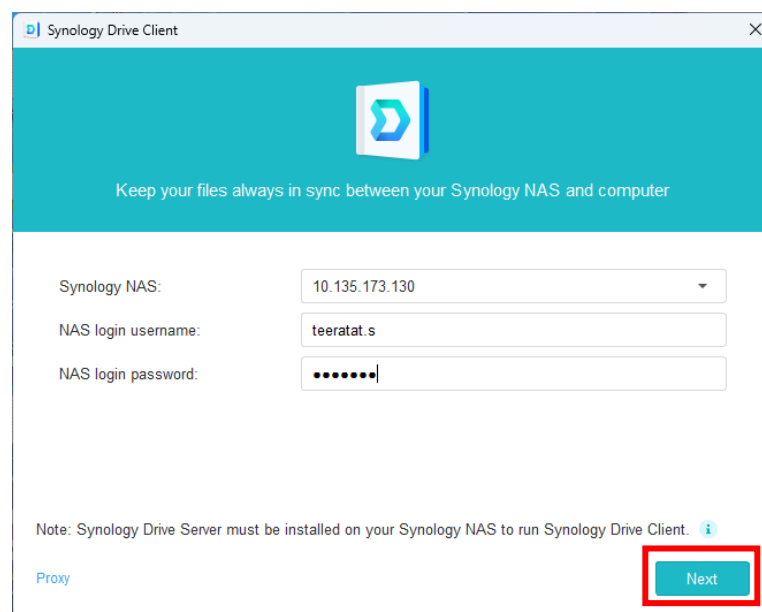 Synology Drive Client
Keep your files always in sync between your Synology NAS and computer
Synology NAS: 10.135.173.130
NAS login username: teeratat.s
NAS login password: •••••••
Note: Synology Drive Server must be installed on your Synology NAS to run Synology Drive Client. i
Proxy Next